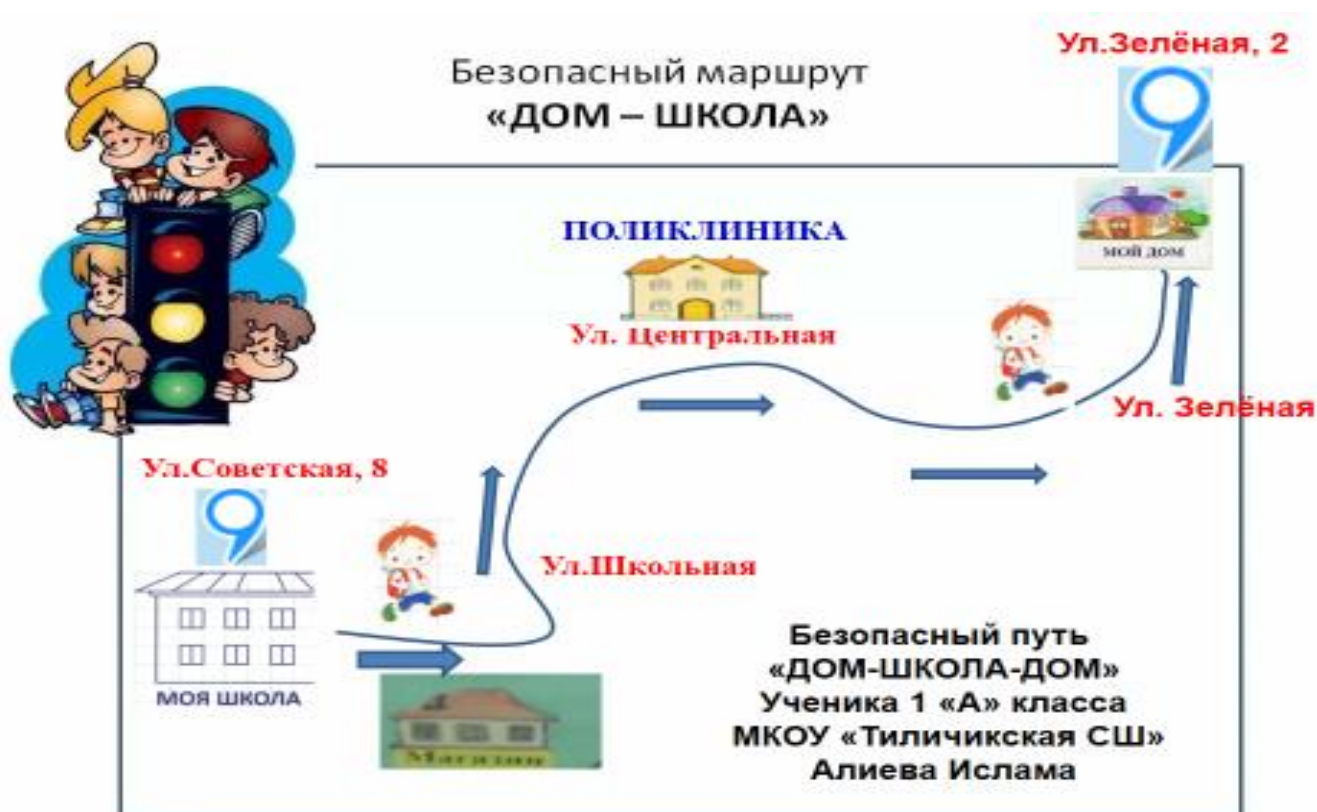 Безопасный маршрут
«ДОМ – ШКОЛА»
Ул.Зелёная, 2
МОЙ ДОМ
ПОЛИКЛИНИКА
Ул. Центральная
Ул. Зелёная
Ул.Советская, 8
Ул.Школьная
МОЯ ШКОЛА
Магазин
Безопасный путь
«ДОМ-ШКОЛА-ДОМ»
Ученика 1 «А» класса
МКОУ «Тиличикская СШ»
Алиева Ислама